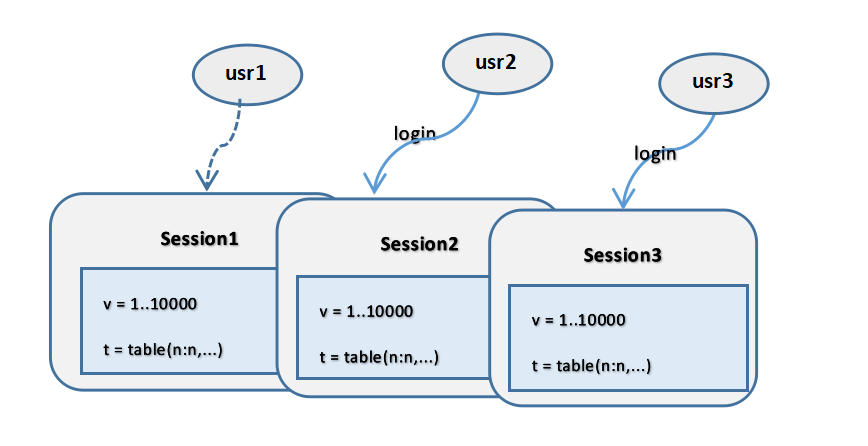 usr1
usr2
usr3
login
login
Session1
Session2
Session3
v = 1..10000
t = table(n:n,...)
v = 1..10000
t = table(n:n,...)
v = 1..10000
t = table(n:n,...)